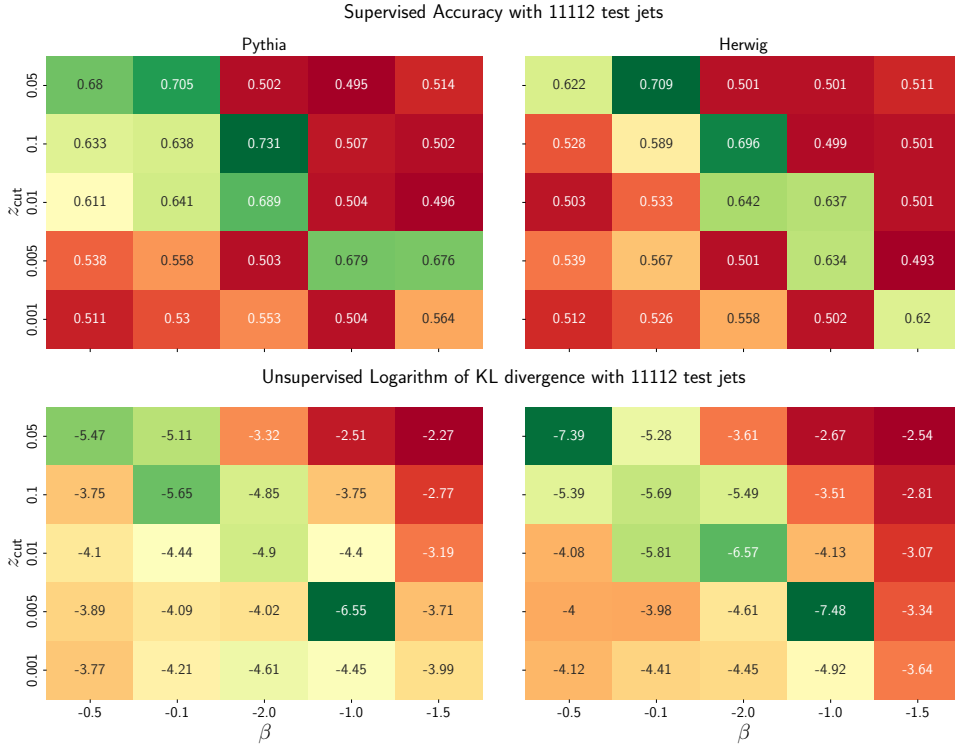 Supervised Accuracy with 11112 test jets
Pythia Herwig
0.05 0.68 0.705 0.502 0.495 0.514 0.622 0.709 0.501 0.501 0.511
0.1 0.633 0.638 0.731 0.507 0.502 0.528 0.589 0.696 0.499 0.501
z_cut
0.01 0.611 0.641 0.689 0.504 0.496 0.503 0.533 0.642 0.637 0.501
0.005 0.538 0.558 0.503 0.679 0.676 0.539 0.567 0.501 0.634 0.493
0.001 0.511 0.53 0.553 0.504 0.564 0.512 0.526 0.558 0.502 0.62
Unsupervised Logarithm of KL divergence with 11112 test jets
0.05 -5.47 -5.11 -3.32 -2.51 -2.27 -7.39 -5.28 -3.61 -2.67 -2.54
0.1 -3.75 -5.65 -4.85 -3.75 -2.77 -5.39 -5.69 -5.49 -3.51 -2.81
z_cut
0.01 -4.1 -4.44 -4.9 -4.4 -3.19 -4.08 -5.81 -6.57 -4.13 -3.07
0.005 -3.89 -4.09 -4.02 -6.55 -3.71 -4 -3.98 -4.61 -7.48 -3.34
0.001 -3.77 -4.21 -4.61 -4.45 -3.99 -4.12 -4.41 -4.45 -4.92 -3.64
-0.5 -0.1 -2.0 -1.0 -1.5 -0.5 -0.1 -2.0 -1.0 -1.5
β β